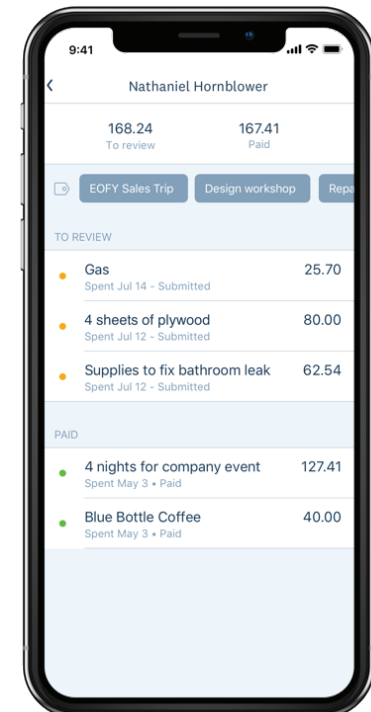 9:41
Nathaniel Hornblower
168.24 167.41
To review Paid
EOFY Sales Trip Design workshop Repa
TO REVIEW
Gas 25.70
Spent Jul 14 - Submitted
4 sheets of plywood 80.00
Spent Jul 12 - Submitted
Supplies to fix bathroom leak 62.54
Spent Jul 12 - Submitted
PAID
4 nights for company event 127.41
Spent May 3 • Paid
Blue Bottle Coffee 40.00
Spent May 3 • Paid